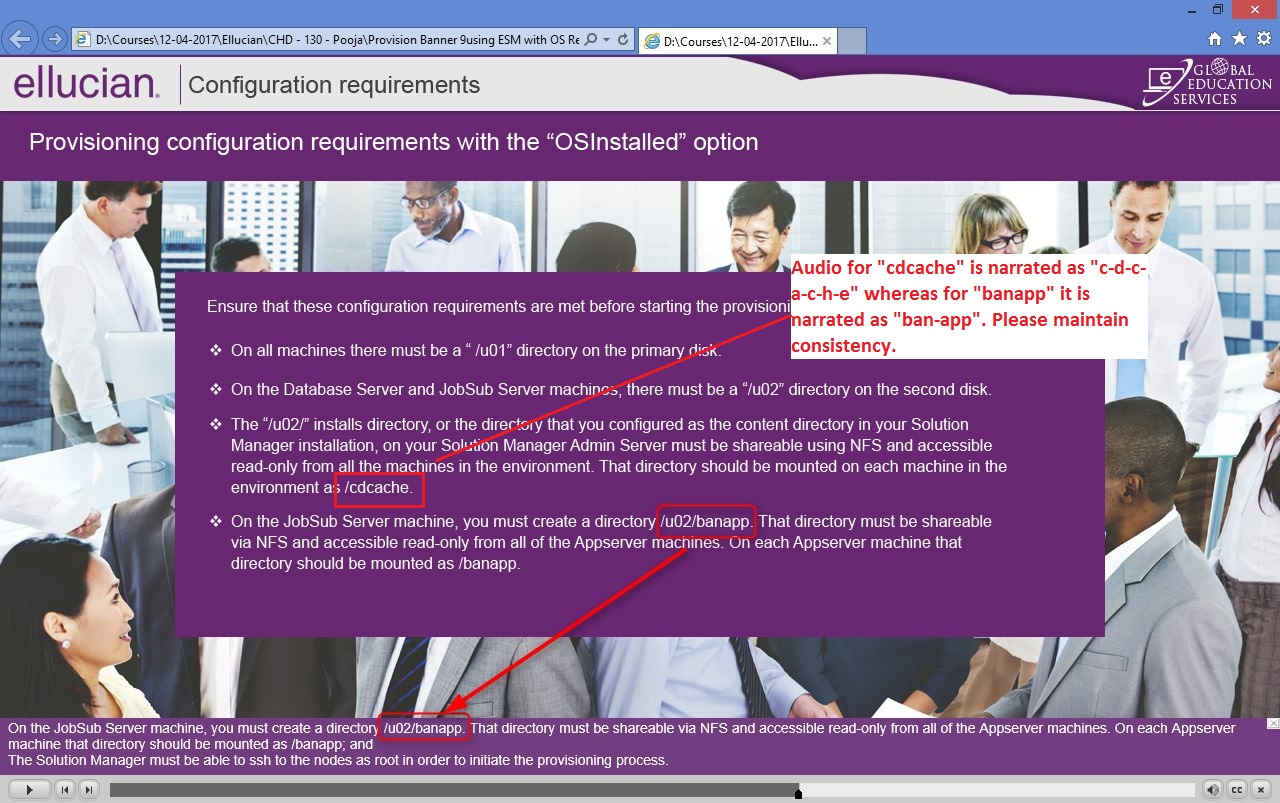 D:\Courses\12-04-2017\Ellucian\CHD - 130 - Pooja\Provision Banner 9using ESM with OS Re
D:\Courses\12-04-2017\Ellu...
ellucian.
Configuration requirements
GLOBAL
EDUCATION
SERVICES
Provisioning configuration requirements with the “OSInstalled” option
Audio for "cdcache" is narrated as "c-d-c-
a-c-h-e" whereas for "banapp" it is
narrated as "ban-app". Please maintain
consistency.
Ensure that these configuration requirements are met before starting the
❖ On all machines there must be a “ /u01” directory on the primary disk.
❖ On the Database Server and JobSub Server machines, there must be a “/u02” directory on the second disk.
❖ The “/u02/” installs directory, or the directory that you configured as the content directory in your Solution
Manager installation, on your Solution Manager Admin Server must be shareable using NFS and accessible
read-only from all the machines in the environment. That directory should be mounted on each machine in the
environment as /cdcache.
❖ On the JobSub Server machine, you must create a directory /u02/banapp. That directory must be shareable
via NFS and accessible read-only from all of the Appserver machines. On each Appserver machine that
directory should be mounted as /banapp.
On the JobSub Server machine, you must create a directory /u02/banapp. That directory must be shareable via NFS and accessible read-only from all of the Appserver machines. On each Appserver
machine that directory should be mounted as /banapp; and
The Solution Manager must be able to ssh to the nodes as root in order to initiate the provisioning process.
CC